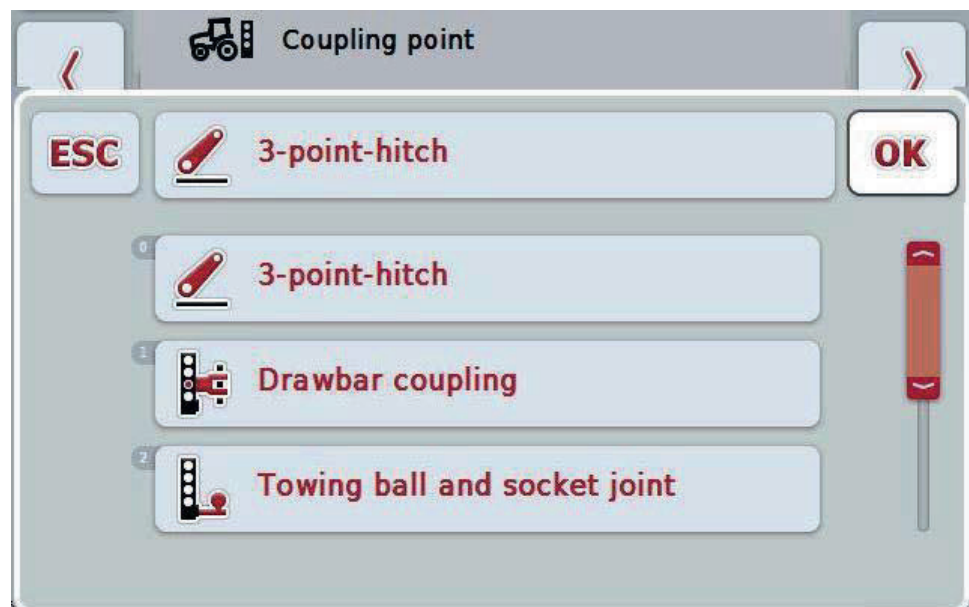 Coupling point
ESC
3-point-hitch
OK
0
3-point-hitch
1
Drawbar coupling
2
Towing ball and socket joint